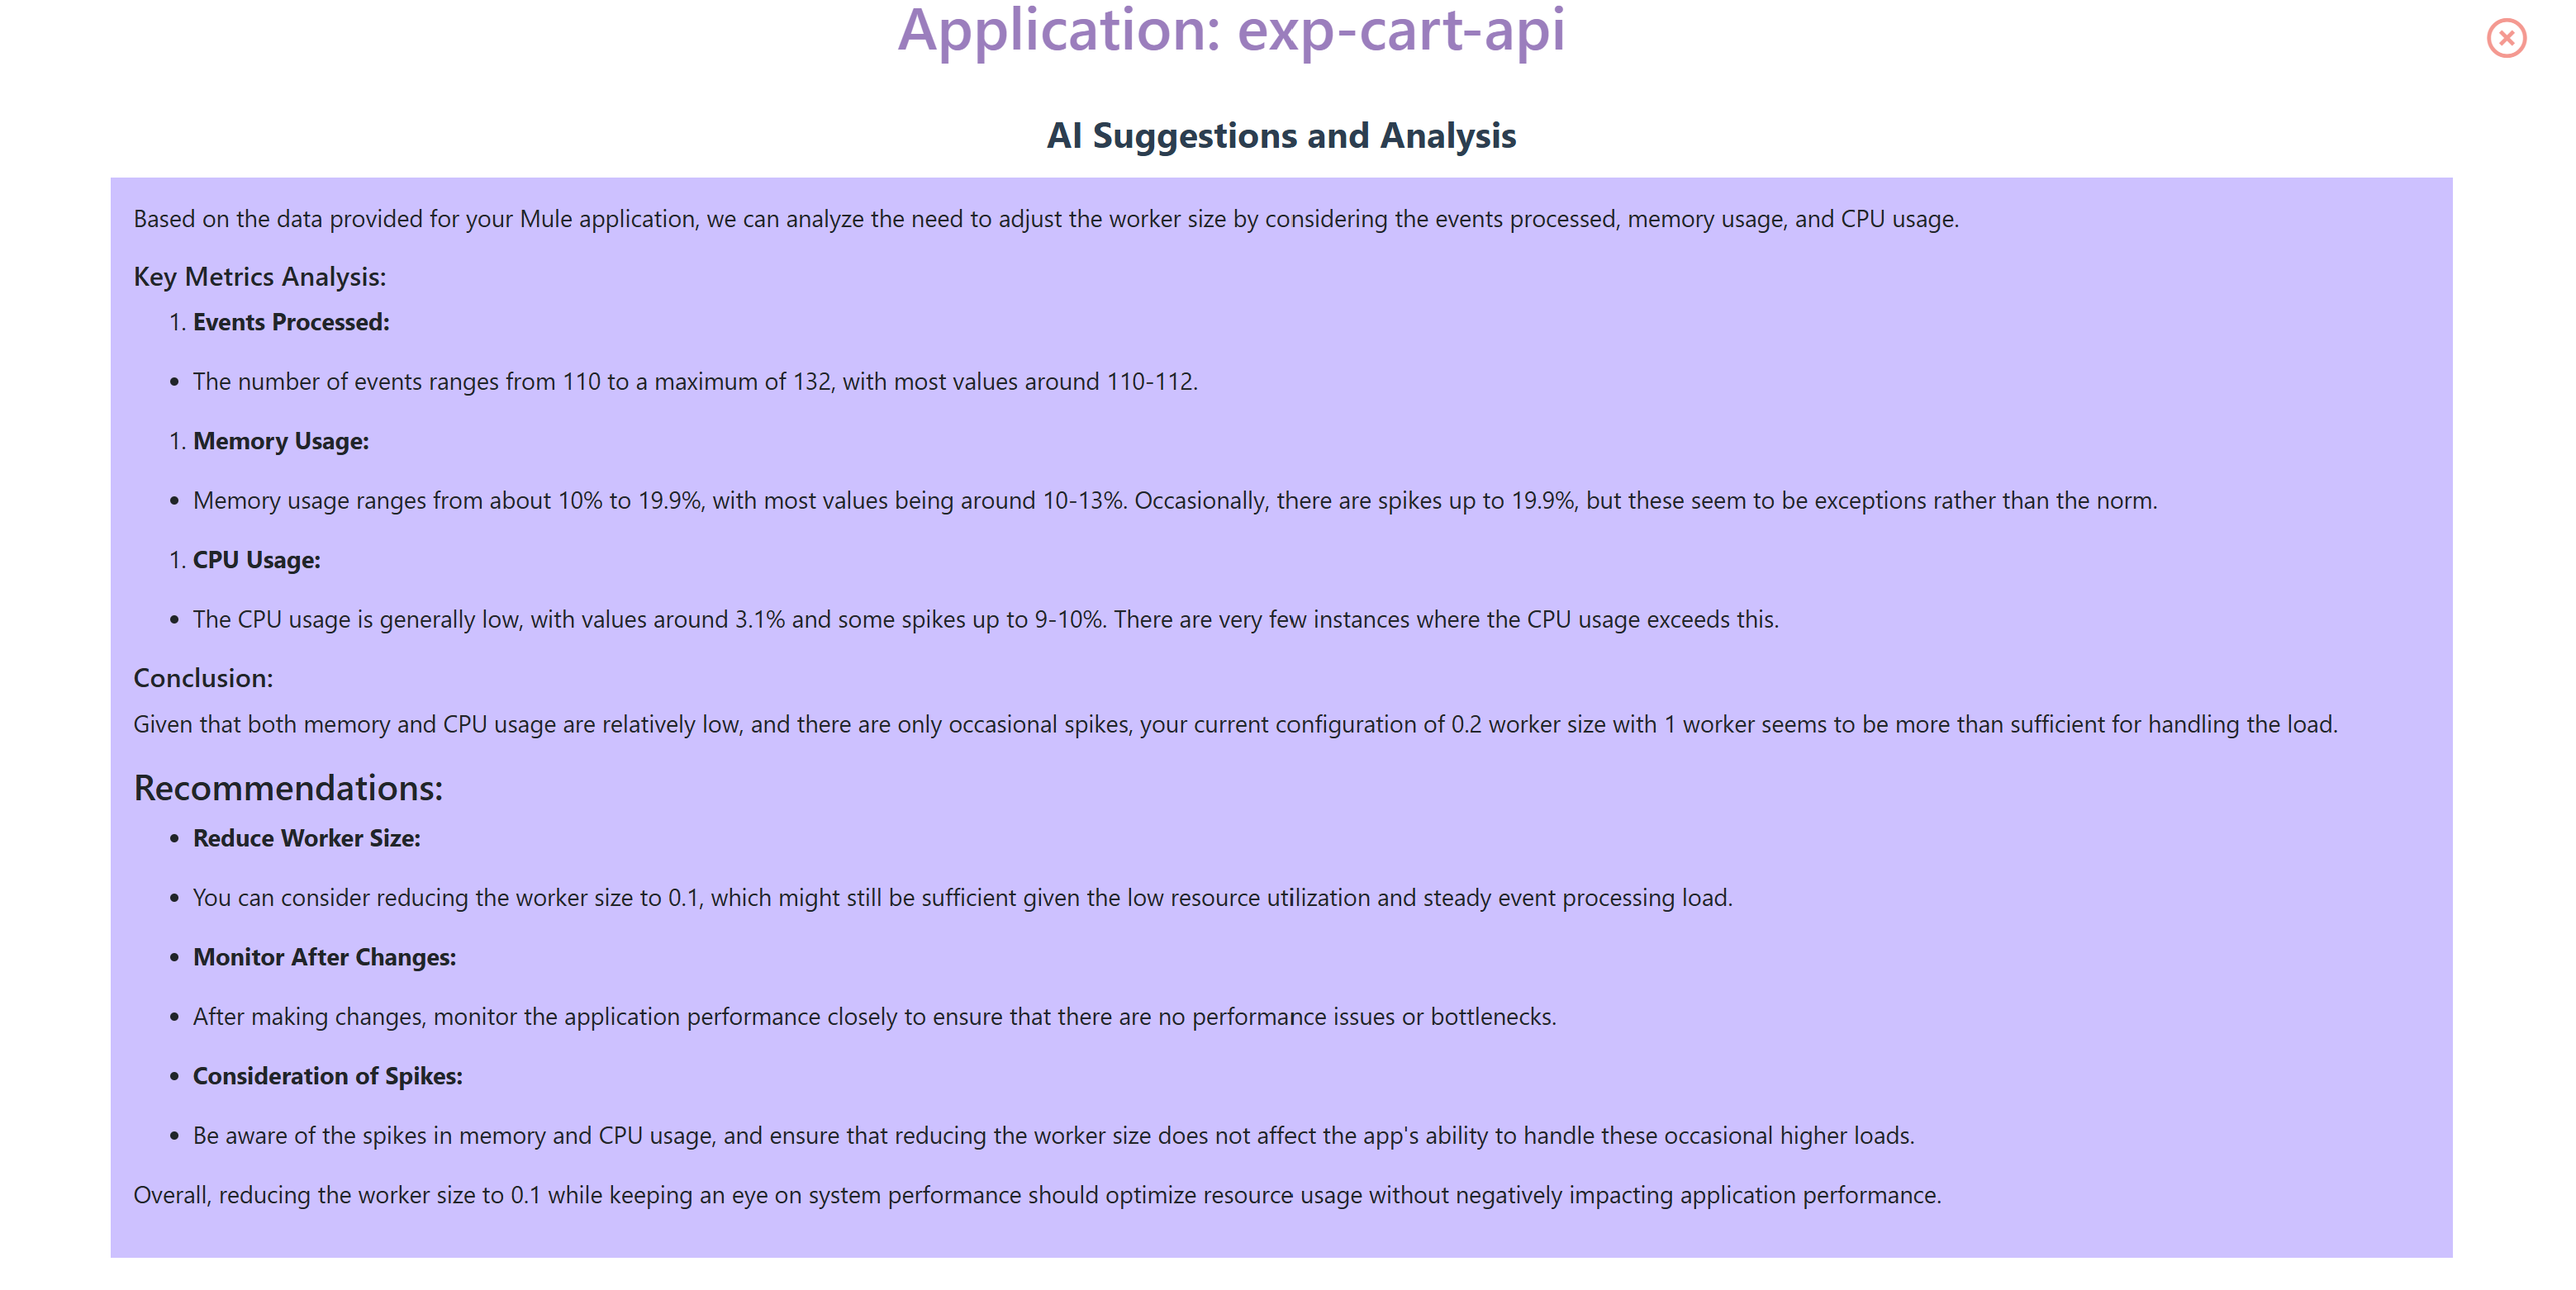 Application: exp-cart-api
AI Suggestions and Analysis
Based on the data provided for your Mule application, we can analyze the need to adjust the worker size by considering the events processed, memory usage, and CPU usage.
Key Metrics Analysis:
1. Events Processed:
• The number of events ranges from 110 to a maximum of 132, with most values around 110-112.
1. Memory Usage:
• Memory usage ranges from about 10% to 19.9%, with most values being around 10-13%. Occasionally, there are spikes up to 19.9%, but these seem to be exceptions rather than the norm.
1. CPU Usage:
• The CPU usage is generally low, with values around 3.1% and some spikes up to 9-10%. There are very few instances where the CPU usage exceeds this.
Conclusion:
Given that both memory and CPU usage are relatively low, and there are only occasional spikes, your current configuration of 0.2 worker size with 1 worker seems to be more than sufficient for handling the load.
Recommendations:
• Reduce Worker Size:
• You can consider reducing the worker size to 0.1, which might still be sufficient given the low resource utilization and steady event processing load.
• Monitor After Changes:
• After making changes, monitor the application performance closely to ensure that there are no performance issues or bottlenecks.
• Consideration of Spikes:
• Be aware of the spikes in memory and CPU usage, and ensure that reducing the worker size does not affect the app's ability to handle these occasional higher loads.
Overall, reducing the worker size to 0.1 while keeping an eye on system performance should optimize resource usage without negatively impacting application performance.